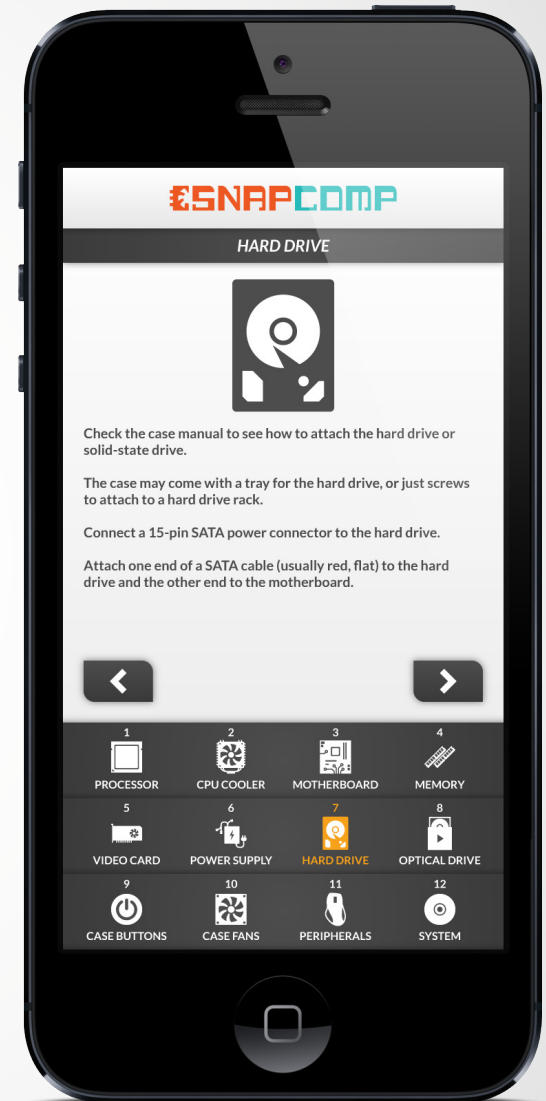 SNAPCOMP
HARD DRIVE
Check the case manual to see how to attach the hard drive or
solid-state drive.
The case may come with a tray for the hard drive, or just screws
to attach to a hard drive rack.
Connect a 15-pin SATA power connector to the hard drive.
Attach one end of a SATA cable (usually red, flat) to the hard
drive and the other end to the motherboard.
1 2 3 4
PROCESSOR CPU COOLER MOTHERBOARD MEMORY
5 6 7 8
VIDEO CARD POWER SUPPLY HARD DRIVE OPTICAL DRIVE
9 10 11 12
CASE BUTTONS CASE FANS PERIPHERALS SYSTEM